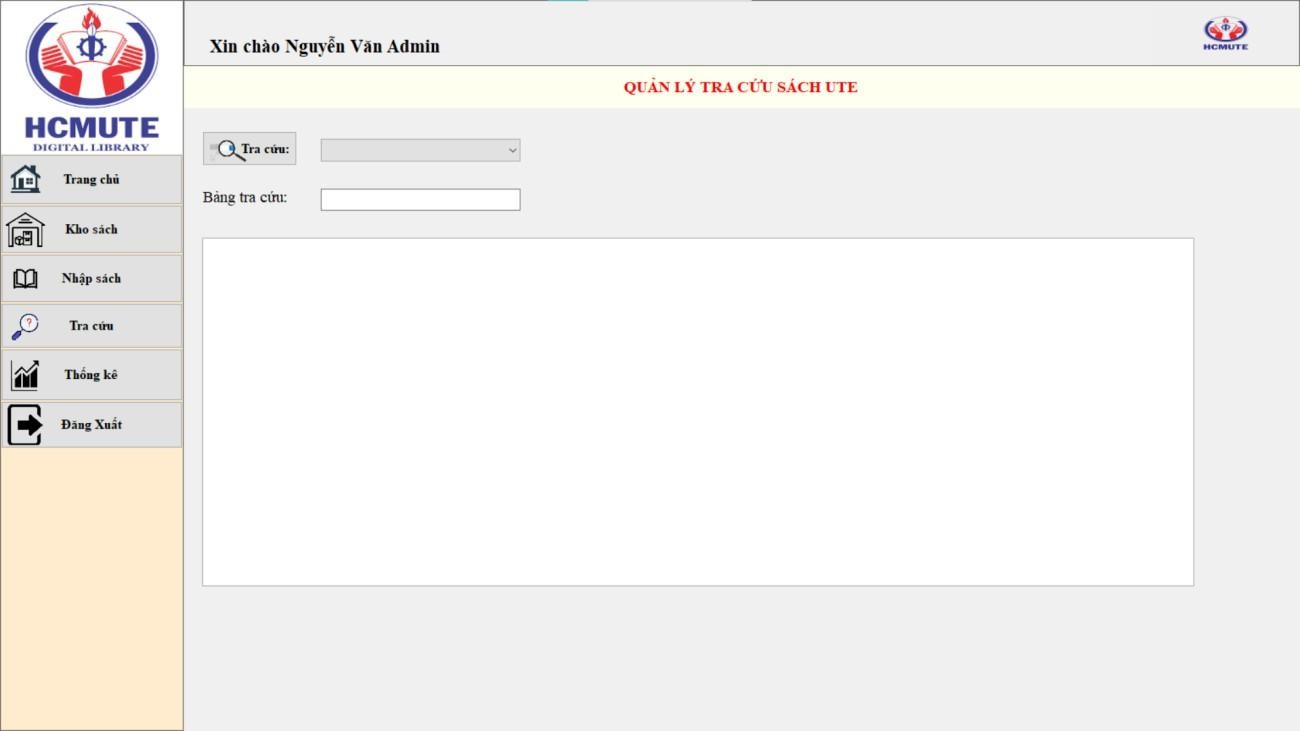 HCMUTE
DIGITAL LIBRARY
Xin chào Nguyễn Văn Admin
HCMUTE
QUẢN LÝ TRA CỨU SÁCH UTE
Trang chủ
Kho sách
Nhập sách
Tra cứu
Thống kê
Đăng Xuất
Tra cứu:
Bảng tra cứu: